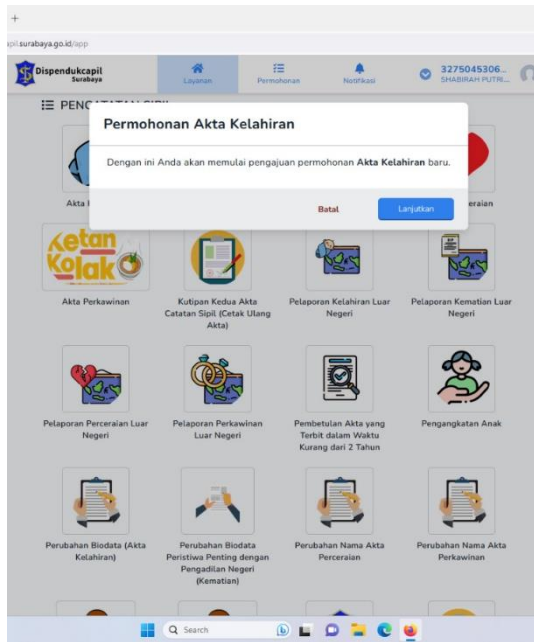 +
surabaya.go.id/app
Dispendukcapil
Surabaya
Layanan
Permohonan
Notifikasi
3275045306...
SHABIRAH PUTRI...
Permohonan Akta Kelahiran
Dengan ini Anda akan memulai pengajuan permohonan Akta Kelahiran baru.
Batal
Lanjutkan
Akta
eraian
Ketan
Kolak
Akta Perkawinan
Kutipan Kedua Akta
Catatan Sipil (Cetak Ulang
Akta)
Pelaporan Kelahiran Luar
Negeri
Pelaporan Kematian Luar
Negeri
Pelaporan Perceraian Luar
Negeri
Pelaporan Perkawinan
Luar Negeri
Pembetulan Akta yang
Terbit dalam Waktu
Kurang dari 2 Tahun
Pengangkatan Anak
Perubahan Biodata (Akta
Kelahiran)
Perubahan Biodata
Peristiwa Penting dengan
Pengadilan Negeri
(Kematian)
Perubahan Nama Akta
Perceraian
Perubahan Nama Akta
Perkawinan
Search